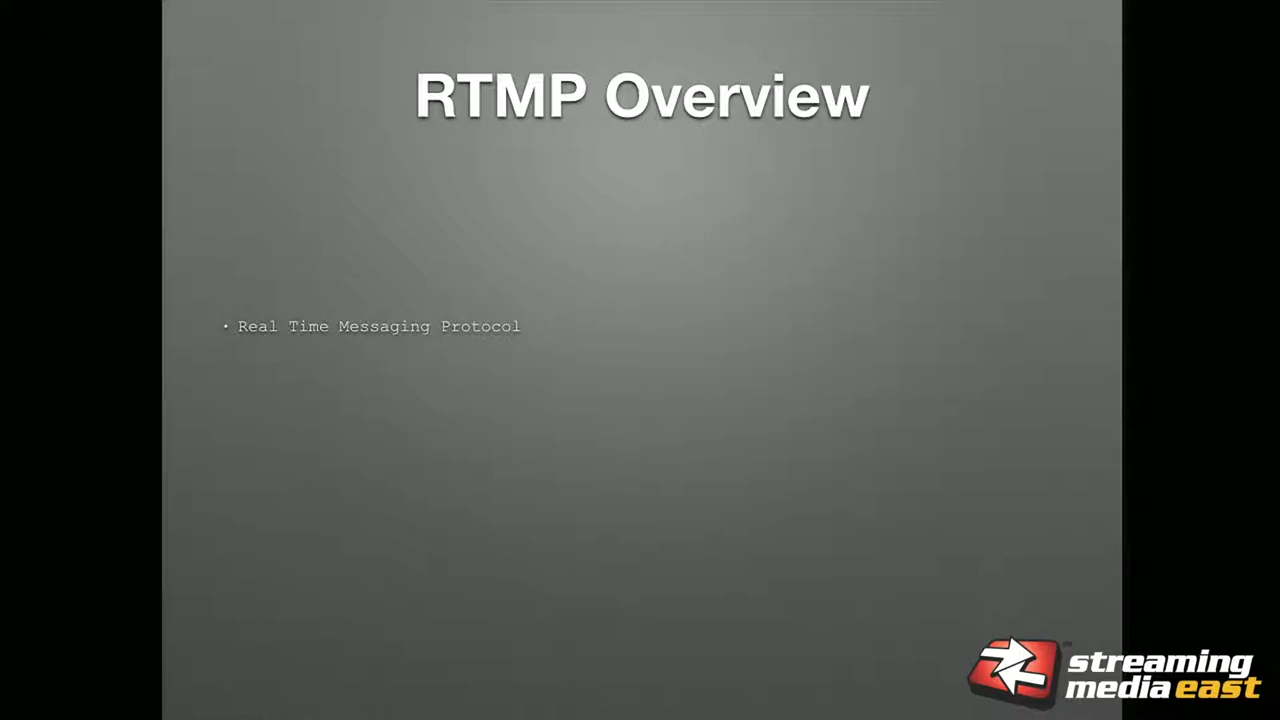 RTMP Overview
• Real Time Messaging Protocol
streaming
media east